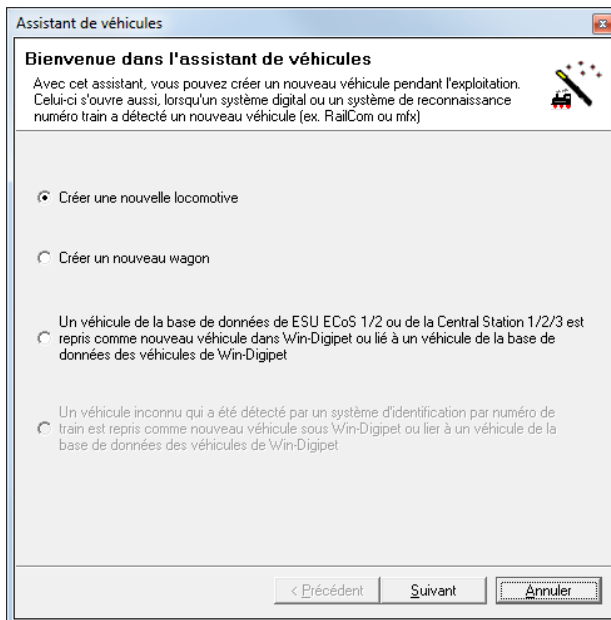 Assistant de véhicules
Bienvenue dans l'assistant de véhicules
Avec cet assistant, vous pouvez créer un nouveau véhicule pendant l'exploitation.
Celui-ci s'ouvre aussi, lorsqu'un système digital ou un système de reconnaissance
numéro train a détecté un nouveau véhicule (ex. RailCom ou mfx)
Créer une nouvelle locomotive
Créer un nouveau wagon
Un véhicule de la base de données de ESU ECoS 1/2 ou de la Central Station 1/2/3 est
repris comme nouveau véhicule dans Win-Digipet ou lié à un véhicule de la base de
données des véhicules de Win-Digipet
Un véhicule inconnu qui a été détecté par un système d'identification par numéro de
train est repris comme nouveau véhicule sous Win-Digipet ou lier à un véhicule de la
base de données des véhicules de Win-Digipet
< Précédent Suivant Annuler